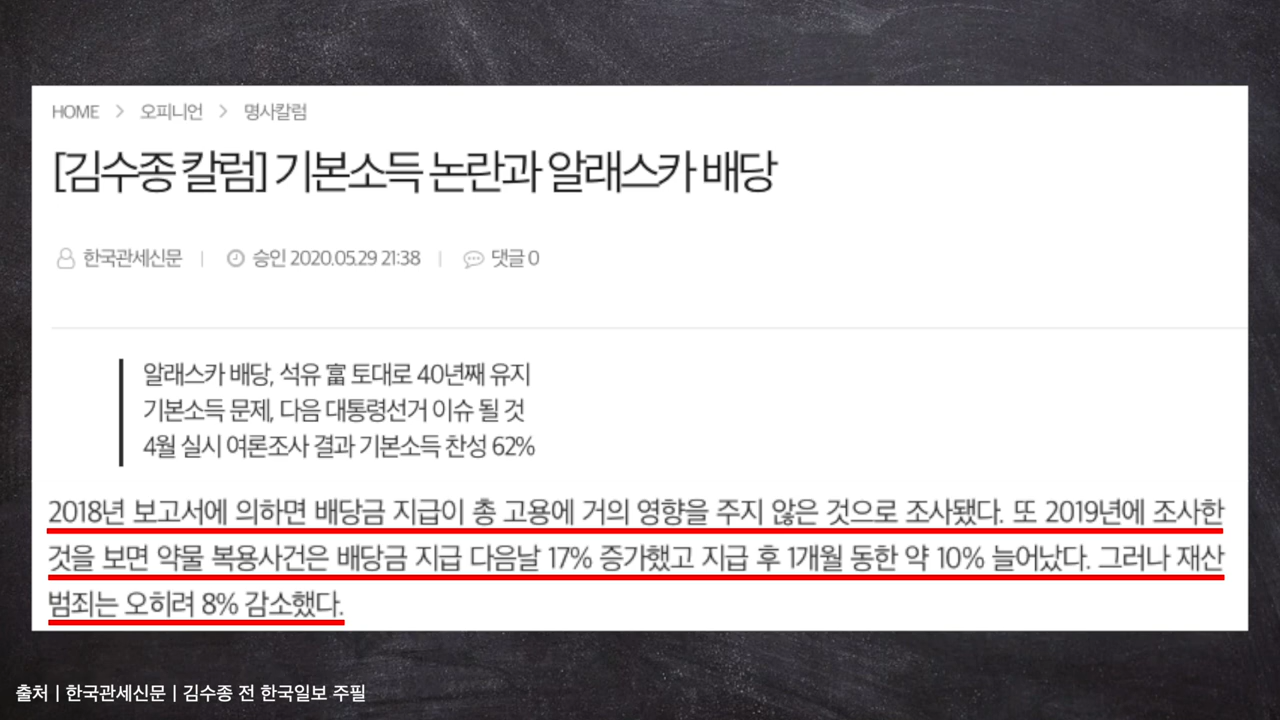 HOME > 오피니언 > 명사칼럼
[김수종 칼럼] 기본소득 논란과 알래스카 배당
한국관세신문 | 승인 2020.05.29 21:38 | 댓글 0
알래스카 배당, 석유 富 토대로 40년째 유지
기본소득 문제, 다음 대통령선거 이슈 될 것
4월 실시 여론조사 결과 기본소득 찬성 62%
2018년 보고서에 의하면 배당금 지급이 총 고용에 거의 영향을 주지 않은 것으로 조사됐다. 또 2019년에 조사한
것을 보면 약물 복용사건은 배당금 지급 다음날 17% 증가했고 지급 후 1개월 동한 약 10% 늘어났다. 그러나 재산
범죄는 오히려 8% 감소했다.
출처 | 한국관세신문 | 김수종 전 한국일보 주필